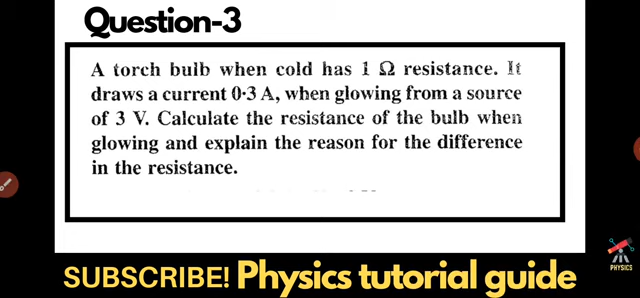 Question-3
A torch bulb when cold has 1 Ω resistance. It
draws a current 0·3 A, when glowing from a source
of 3 V. Calculate the resistance of the bulb when
glowing and explain the reason for the difference
in the resistance.
PHYSICS
SUBSCRIBE! Physics tutorial guide